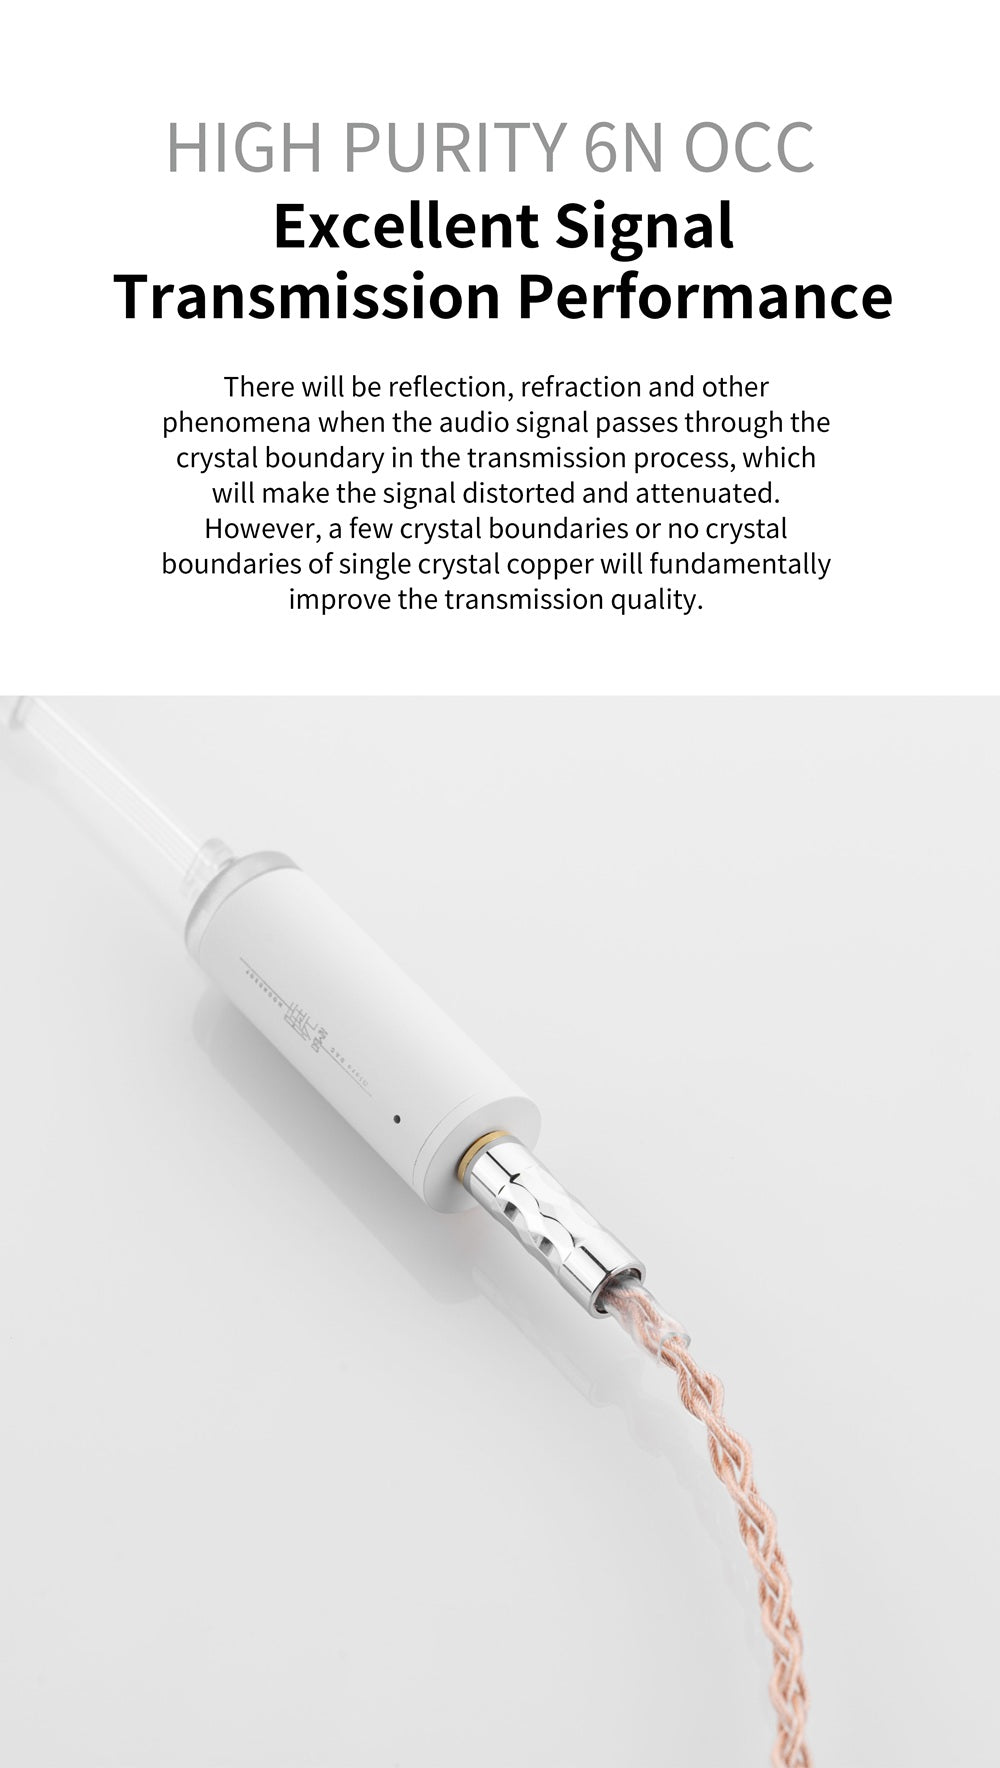 HIGH PURITY 6N OCC
Excellent Signal
Transmission Performance
There will be reflection, refraction and other
phenomena when the audio signal passes through the
crystal boundary in the transmission process, which
will make the signal distorted and attenuated.
However, a few crystal boundaries or no crystal
boundaries of single crystal copper will fundamentally
improve the transmission quality.